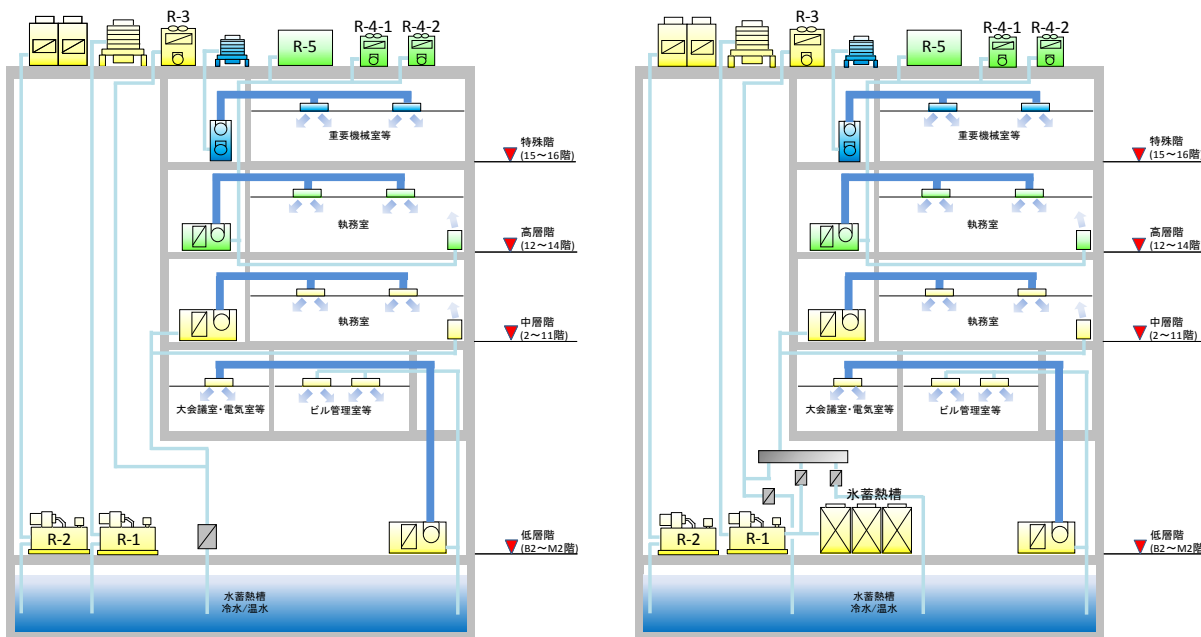 R-3
R-5
R-4-1
R-4-2
重要機械室等
特殊階
(15～16階)
執務室
高層階
(12～14階)
執務室
中層階
(2～11階)
大会議室・電気室等
ビル管理室等
R-2
R-1
低層階
(B2～M2階)
水蓄熱槽
冷水/温水
R-3
R-5
R-4-1
R-4-2
重要機械室等
特殊階
(15～16階)
執務室
高層階
(12～14階)
執務室
中層階
(2～11階)
大会議室・電気室等
ビル管理室等
氷蓄熱槽
R-2
R-1
低層階
(B2～M2階)
水蓄熱槽
冷水/温水